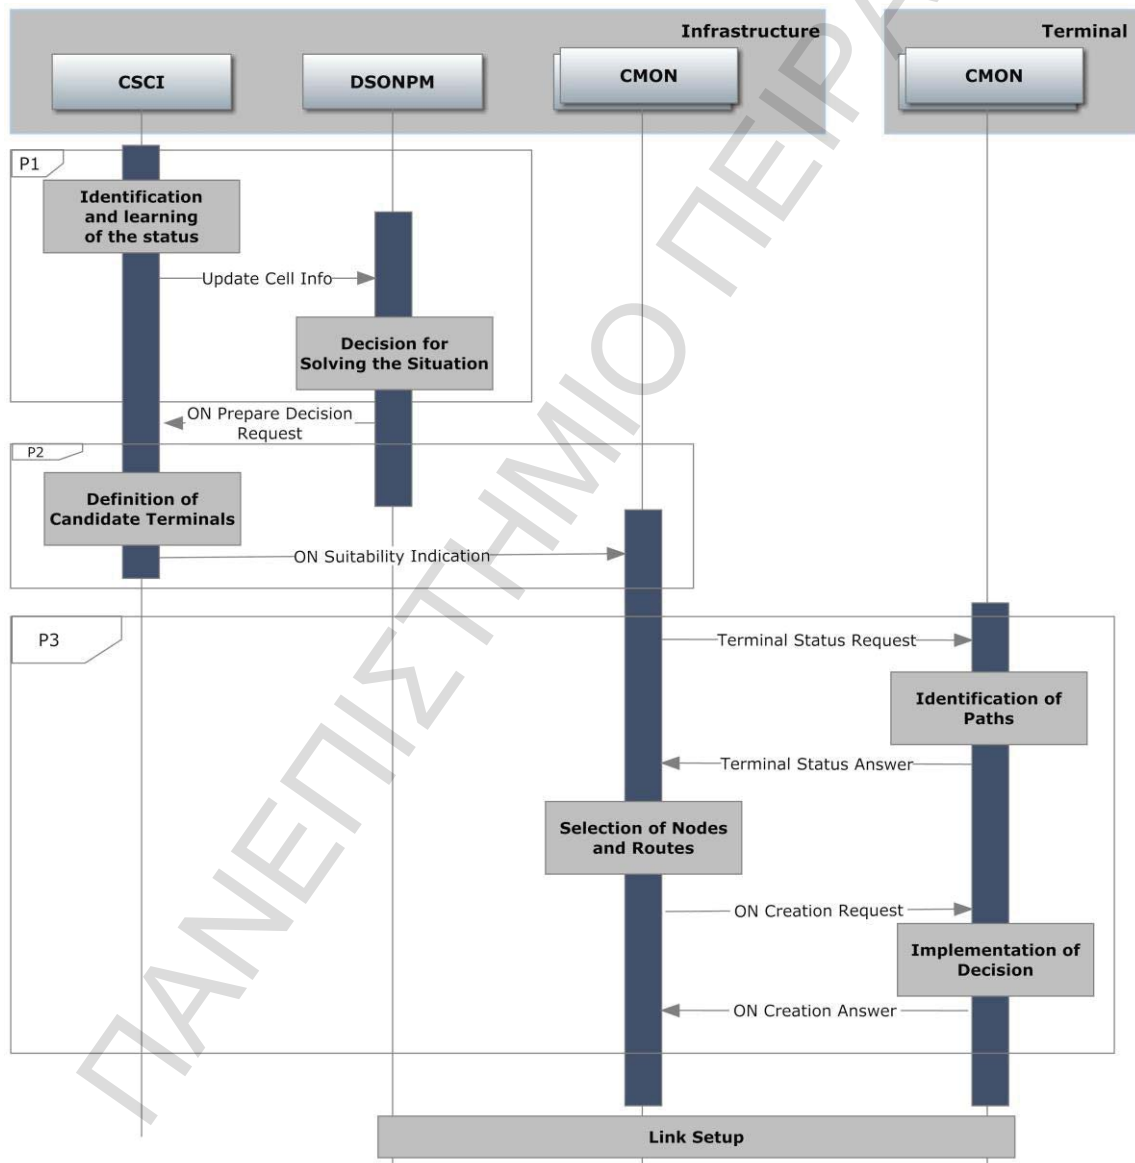 Infrastructure
Terminal
CSCI
DSONPM
CMON
CMON
P1
Identification
and learning
of the status
Update Cell Info
Decision for
Solving the Situation
ON Prepare Decision
Request
P2
Definition of
Candidate Terminals
ON Suitability Indication
P3
Terminal Status Request
Identification of
Paths
Terminal Status Answer
Selection of Nodes
and Routes
ON Creation Request
Implementation of
Decision
ON Creation Answer
Link Setup
ΠΑΝΕΠΙΣΤΗΜΙΟ